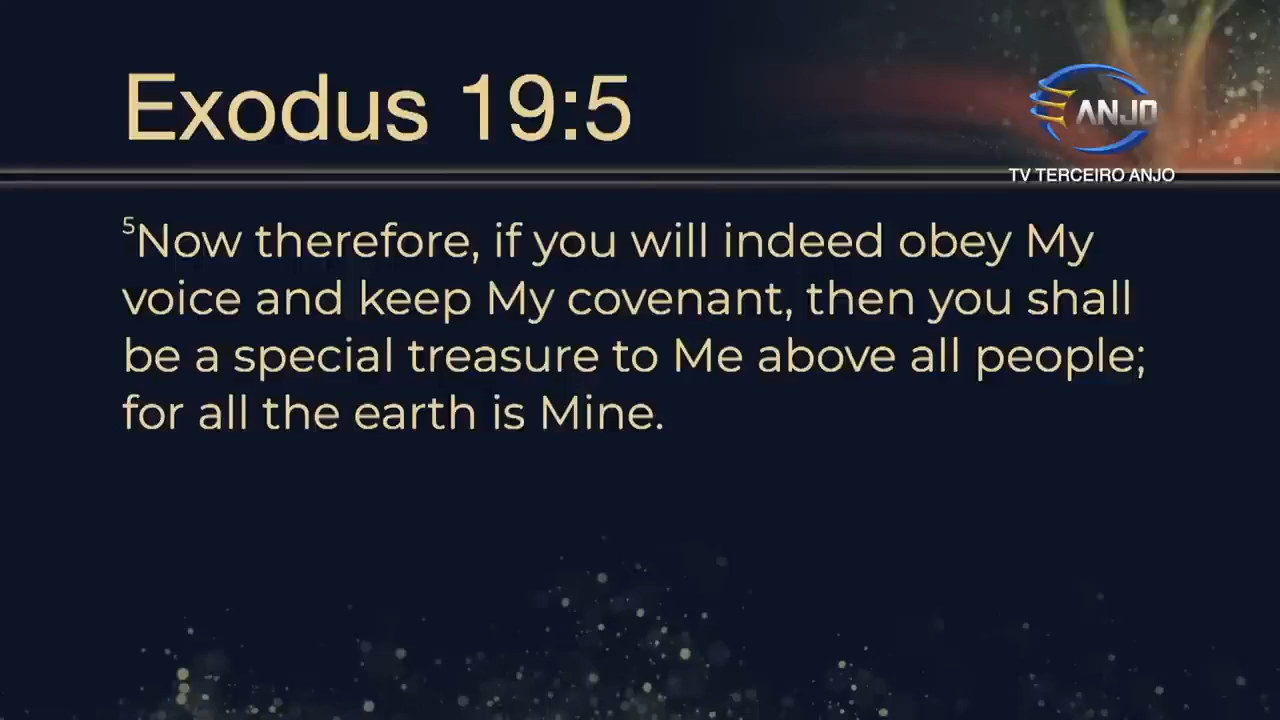 Exodus 19:5
ANJO
TV TERCEIRO ANJO
⁵Now therefore, if you will indeed obey My
voice and keep My covenant, then you shall
be a special treasure to Me above all people;
for all the earth is Mine.